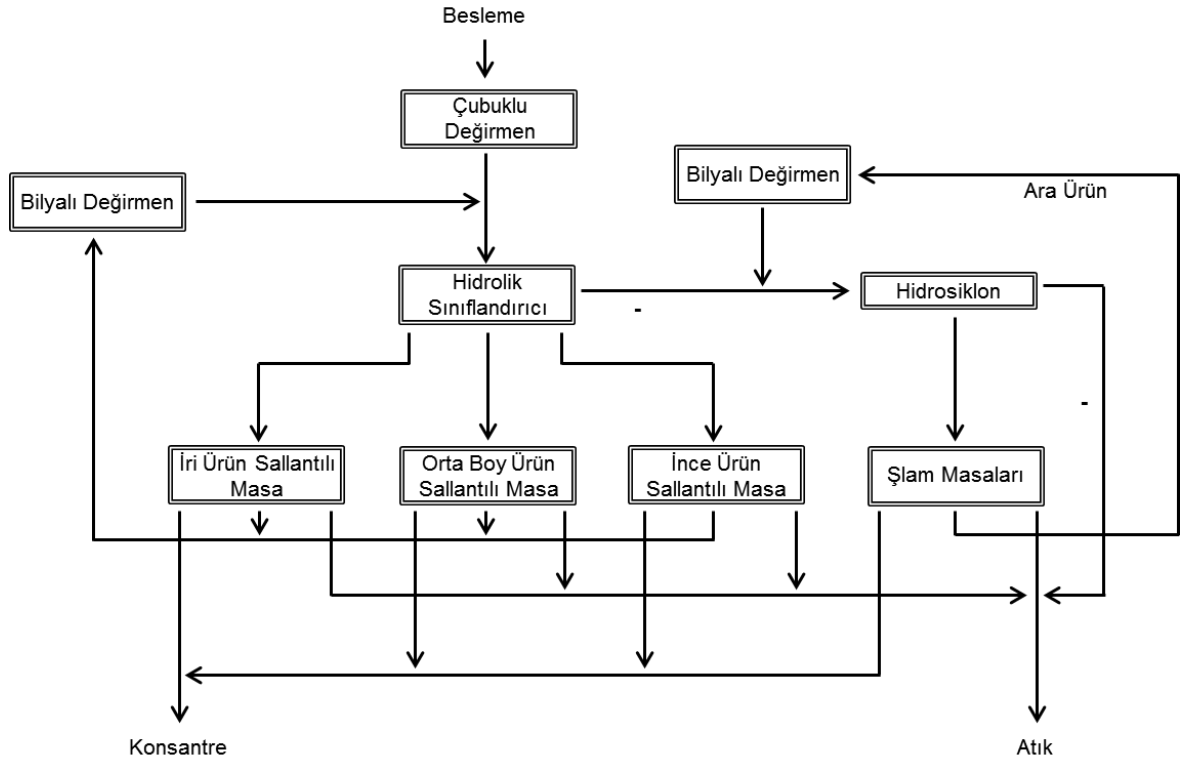 Besleme
Çubuklu
Değirmen
Bilyalı Değirmen
Bilyalı Değirmen
Ara Ürün
Hidrolik
Sınıflandırıcı
-
Hidrosiklon
-
İri Ürün Sallantılı
Masa
Orta Boy Ürün
Sallantılı Masa
İnce Ürün
Sallantılı Masa
Şlam Masaları
Konsantre
Atık